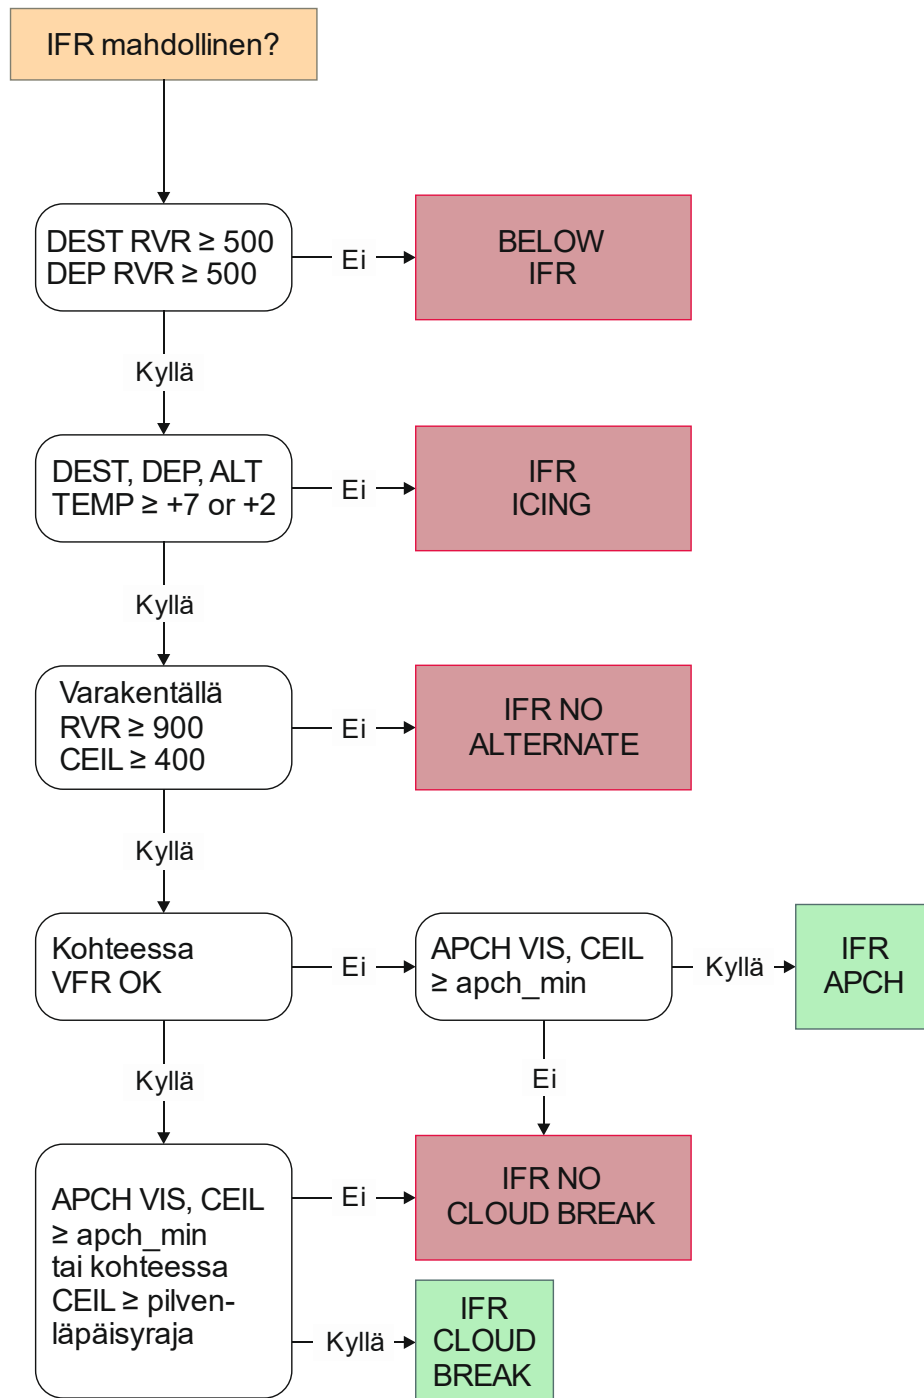 IFR mahdollinen?
DEST RVR ≥ 500
DEP RVR ≥ 500
Ei
BELOW
IFR
Kyllä
DEST, DEP, ALT
TEMP ≥ +7 or +2
Ei
IFR
ICING
Kyllä
Varakentällä
RVR ≥ 900
CEIL ≥ 400
Ei
IFR NO
ALTERNATE
Kyllä
Kohteessa
VFR OK
Ei
APCH VIS, CEIL
≥ apch_min
Kyllä
IFR
APCH
Kyllä
Ei
APCH VIS, CEIL
≥ apch_min
tai kohteessa
CEIL ≥ pilven-
läpäisyraja
Ei
IFR NO
CLOUD BREAK
Kyllä
IFR
CLOUD
BREAK